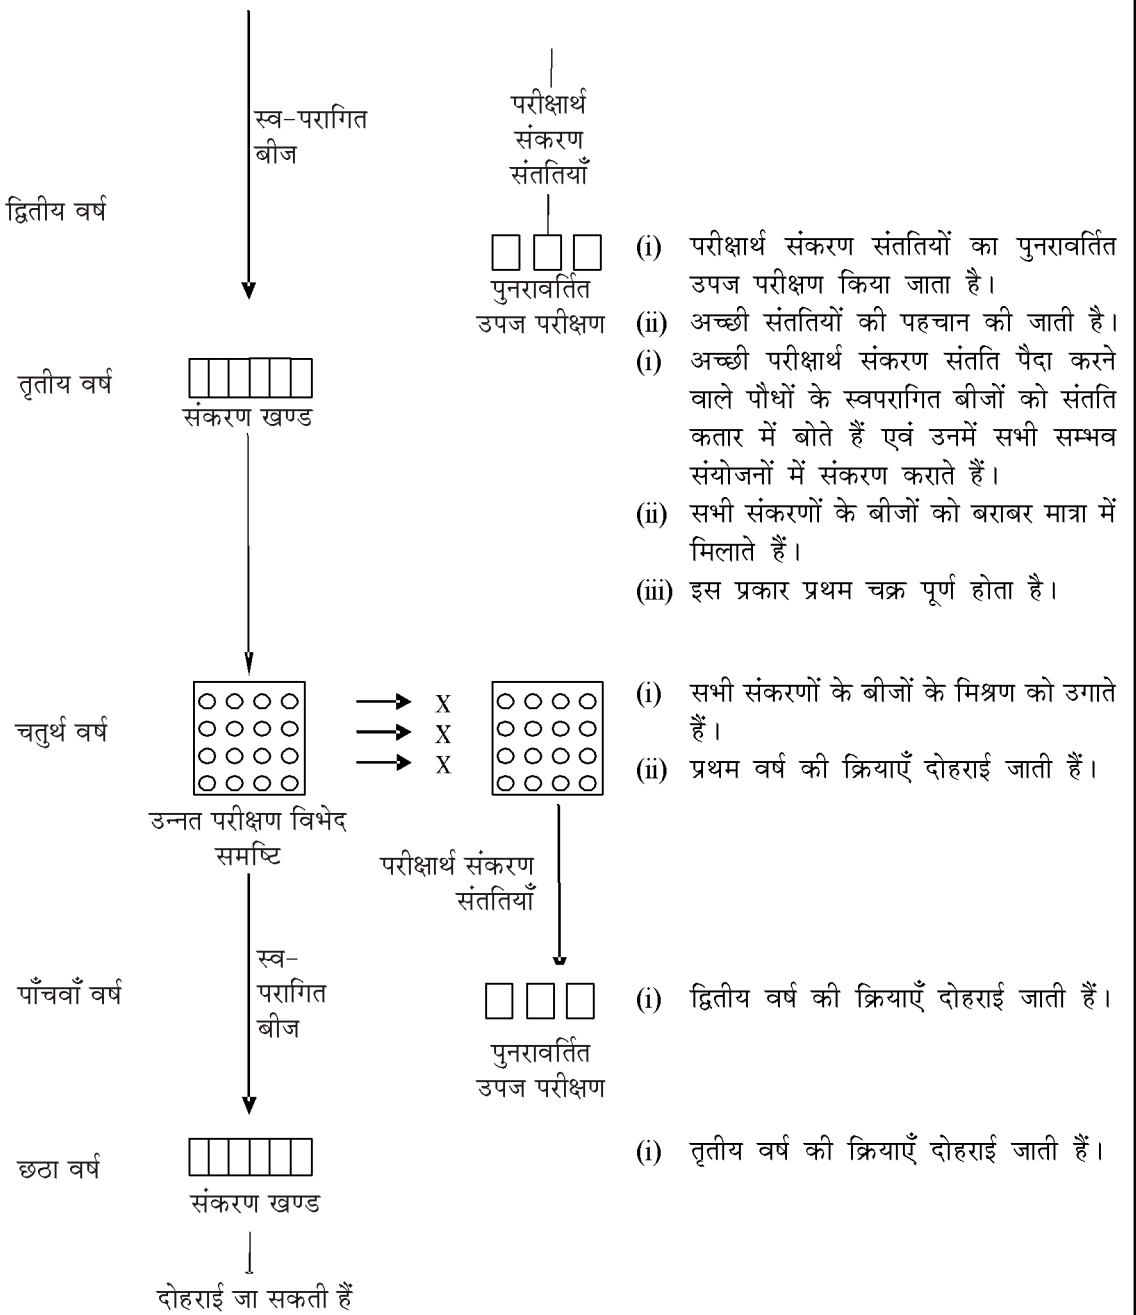 स्व-परागित
बीज
परीक्षार्थ
संकरण
संततियाँ
द्वितीय वर्ष
पुनरावर्तित
उपज परीक्षण
(i) परीक्षार्थ संकरण संततियों का पुनरावर्तित
उपज परीक्षण किया जाता है।
(ii) अच्छी संततियों की पहचान की जाती है।
तृतीय वर्ष
संकरण खण्ड
(i) अच्छी परीक्षार्थ संकरण संतति पैदा करने
वाले पौधों के स्वपरागित बीजों को संतति
कतार में बोते हैं एवं उनमें सभी सम्भव
संयोजनों में संकरण कराते हैं।
(ii) सभी संकरणों के बीजों को बराबर मात्रा में
मिलाते हैं।
(iii) इस प्रकार प्रथम चक्र पूर्ण होता है।
चतुर्थ वर्ष
X
X
X
(i) सभी संकरणों के बीजों के मिश्रण को उगाते
हैं।
(ii) प्रथम वर्ष की क्रियाएँ दोहराई जाती हैं।
उन्नत परीक्षण विभेद
समष्टि
परीक्षार्थ संकरण
संततियाँ
पाँचवाँ वर्ष
स्व-
परागित
बीज
पुनरावर्तित
उपज परीक्षण
(i) द्वितीय वर्ष की क्रियाएँ दोहराई जाती हैं।
छठा वर्ष
संकरण खण्ड
(i) तृतीय वर्ष की क्रियाएँ दोहराई जाती हैं।
दोहराई जा सकती हैं